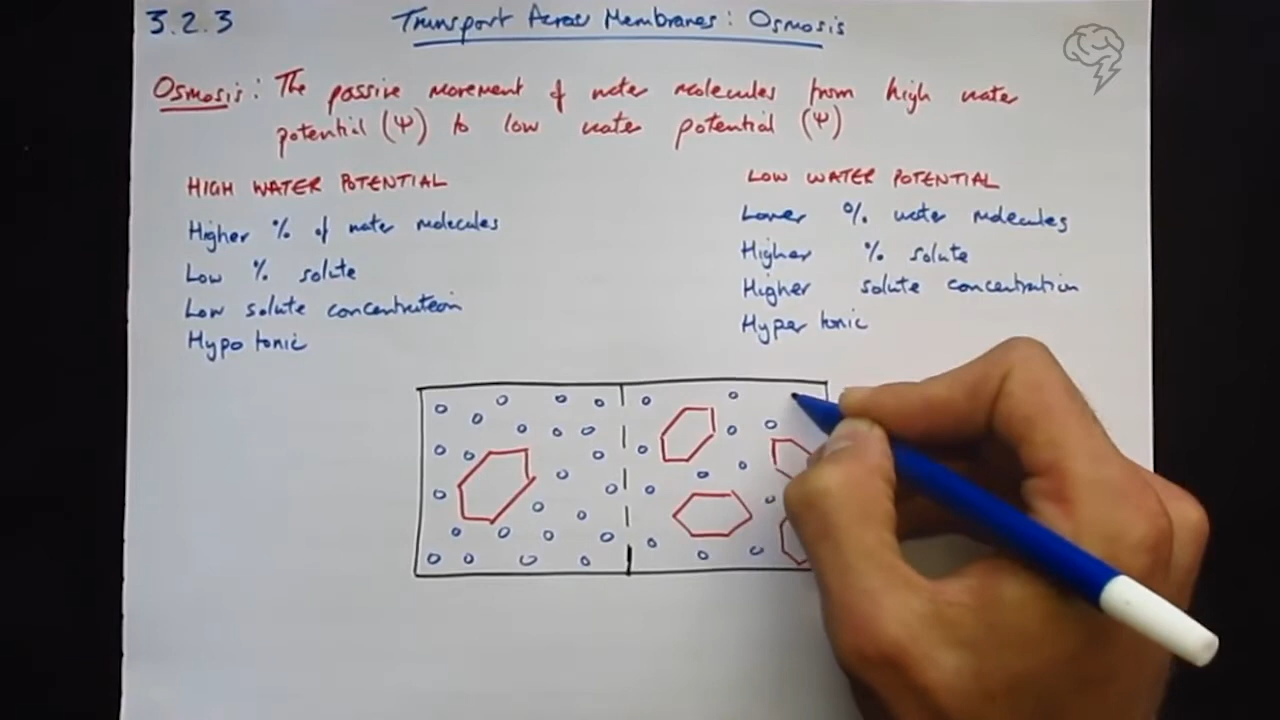 3.2.3
Transport Across Membranes: Osmosis
Osmosis: The passive movement of water molecules from high water
potential (Ψ) to low water potential (Ψ)
HIGH WATER POTENTIAL
Higher % of water molecules
Low % solute
Low solute concentration
Hypotonic
LOW WATER POTENTIAL
Lower % water molecules
Higher % solute
Higher solute concentration
Hypertonic